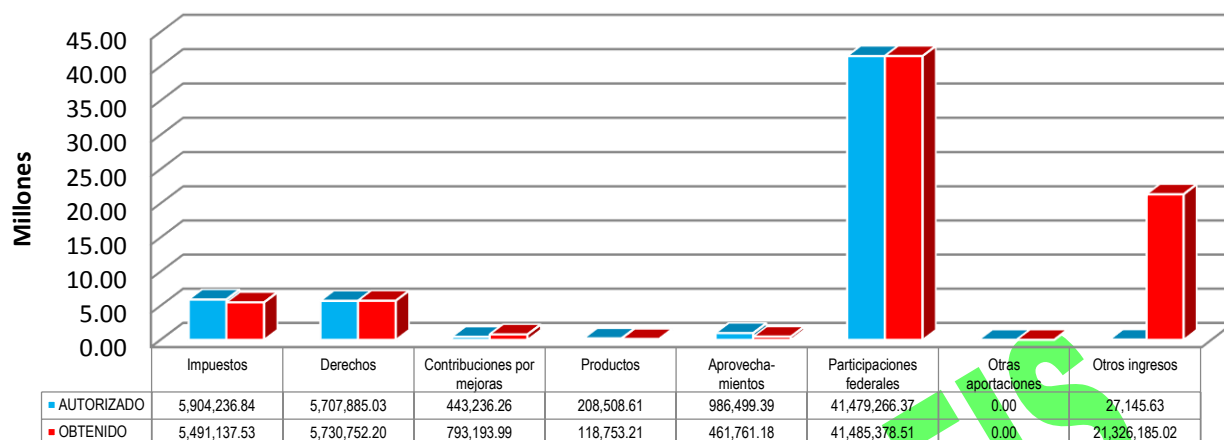 45.00
40.00
35.00
30.00
25.00
20.00
15.00
10.00
5.00
0.00
Millones
Impuestos Derechos Contribuciones por mejoras Productos Aprovecha-mientos Participaciones federales Otras aportaciones Otros ingresos
AUTORIZADO 5,904,236.84 5,707,885.03 443,236.26 208,508.61 986,499.39 41,479,266.37 0.00 27,145.63
OBTENIDO 5,491,137.53 5,730,752.20 793,193.99 118,753.21 461,761.18 41,485,378.51 0.00 21,326,185.02